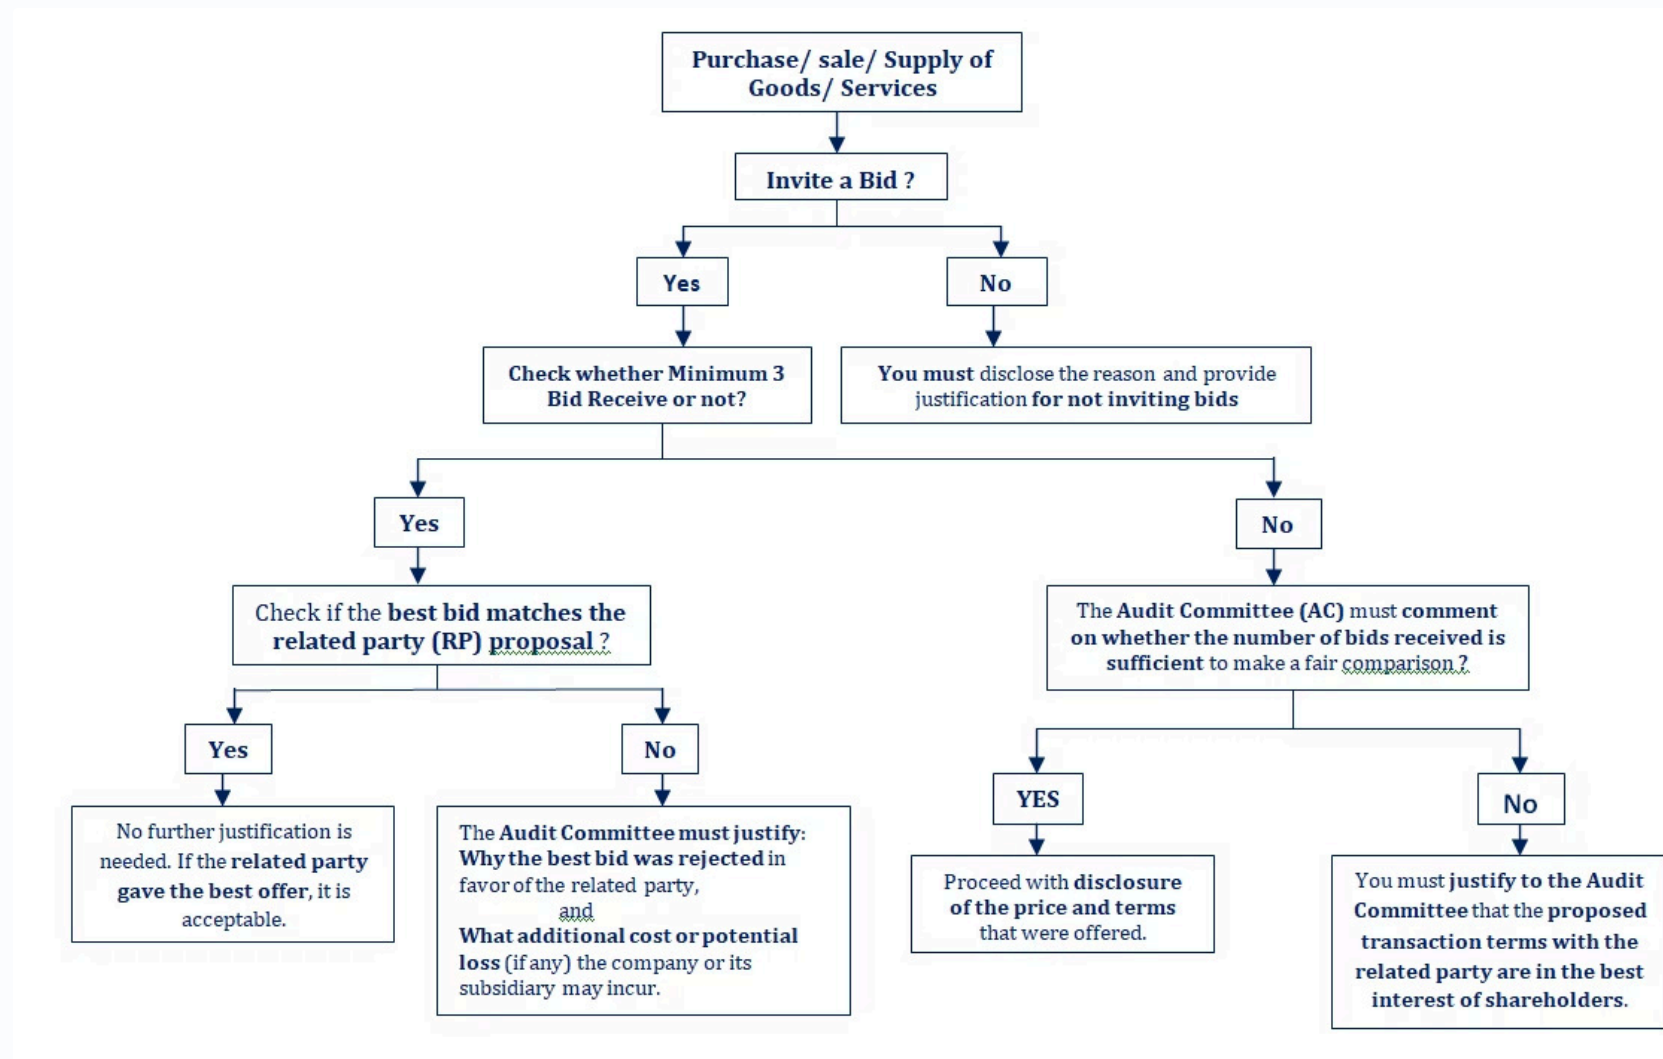 Purchase/ sale/ Supply of
Goods/ Services
Invite a Bid ?
Yes
No
Check whether Minimum 3
Bid Receive or not?
You must disclose the reason and provide
justification for not inviting bids
Yes
No
Check if the best bid matches the
related party (RP) proposal ?
The Audit Committee (AC) must comment
on whether the number of bids received is
sufficient to make a fair comparison ?
Yes
No
YES
No
No further justification is
needed. If the related party
gave the best offer, it is
acceptable.
The Audit Committee must justify:
Why the best bid was rejected in
favor of the related party,
and
What additional cost or potential
loss (if any) the company or its
subsidiary may incur.
Proceed with disclosure
of the price and terms
that were offered.
You must justify to the Audit
Committee that the proposed
transaction terms with the
related party are in the best
interest of shareholders.